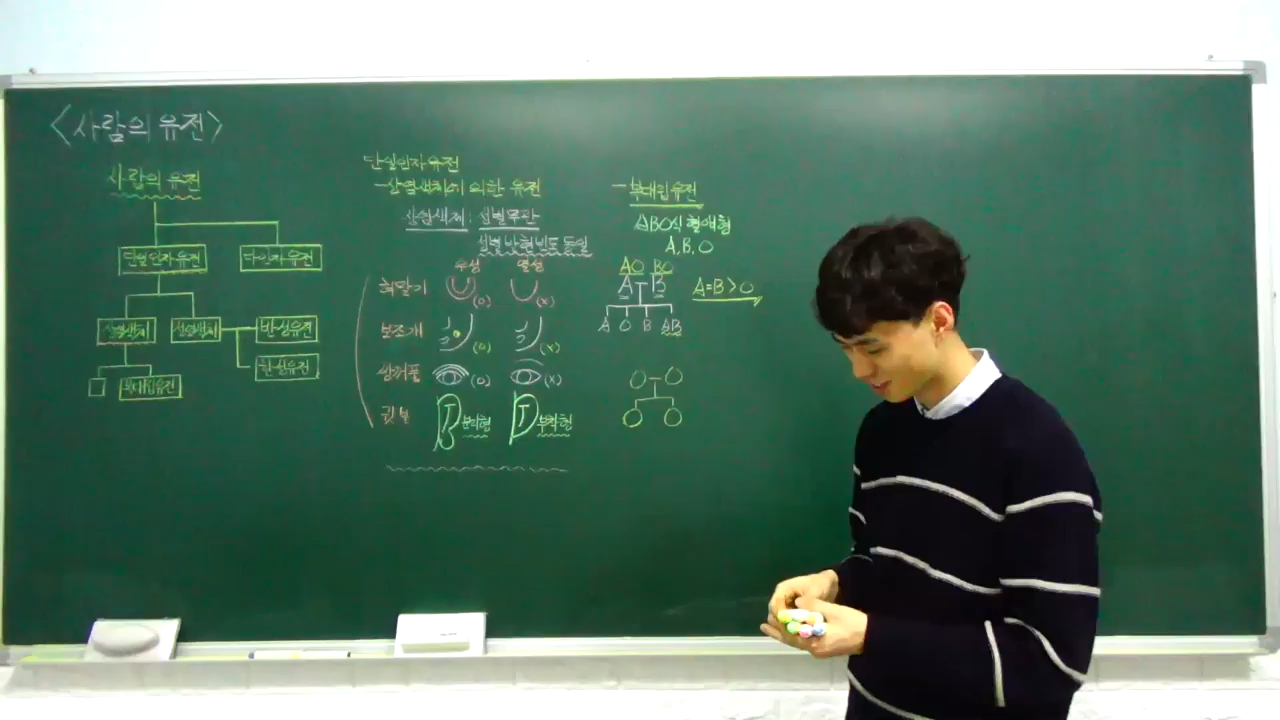 <사람의 유전>
사람의 유전
단일인자유전
다인자유전
상염색체
성염색체
반성유전
한성유전
복대립유전
단일인자유전
-상염색체에 의한 유전
상염색체: 성별무관
성별 발현빈도 동일
우성 열성
혀말기 (O) (X)
보조개 (O) (X)
쌍꺼풀 (O) (X)
귓볼 분리형 부착형
-복대립유전
ABO식 혈액형
A, B, O
AO BO
A B
A=B>O
A O B AB